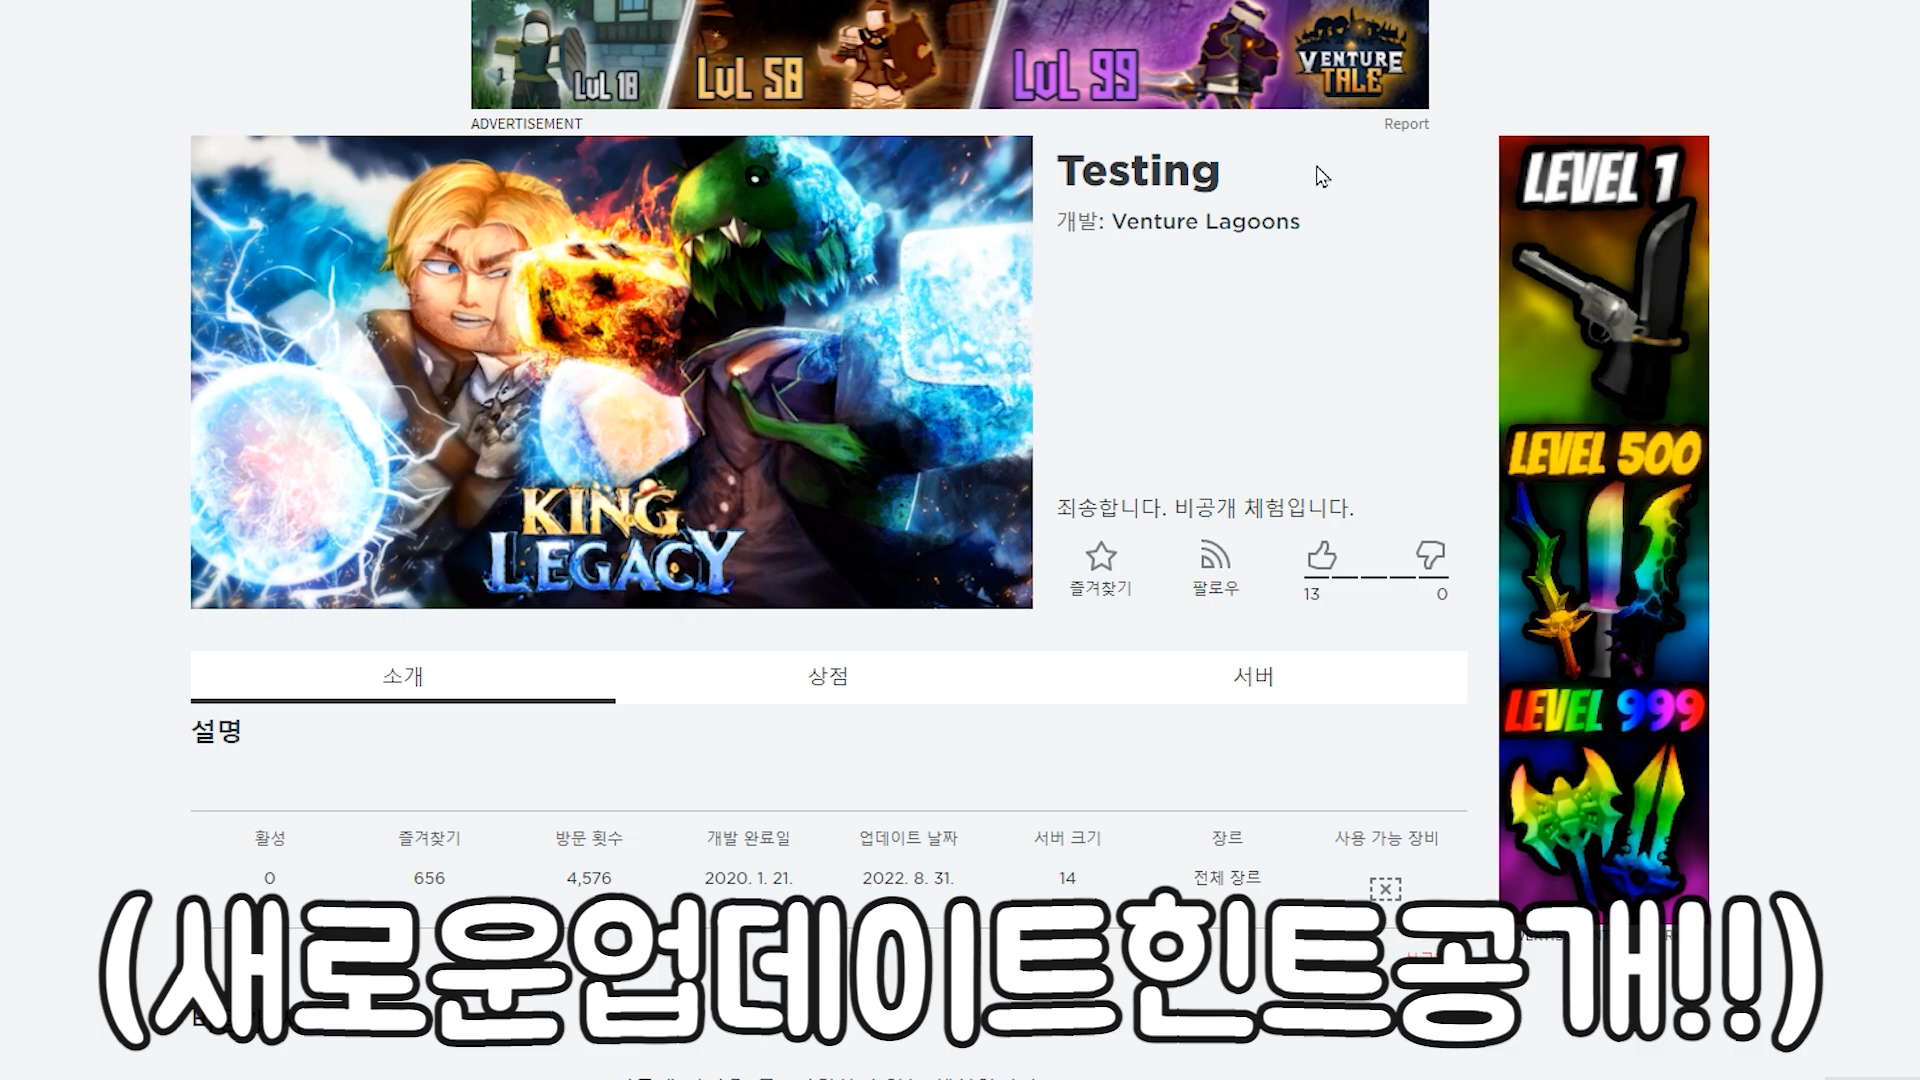 LvL 10
LvL 50
LvL 99
VENTURE
TALE
ADVERTISEMENT
Report
KING
LEGACY
Testing
개발: Venture Lagoons
죄송합니다. 비공개 체험입니다.
즐겨찾기
팔로우
13
0
LEVEL 1
LEVEL 500
LEVEL 999
소개
상점
서버
설명
활성
즐겨찾기
방문 횟수
개발 완료일
업데이트 날짜
서버 크기
장르
사용 가능 장비
0
656
4,576
2020. 1. 21.
2022. 8. 31.
14
전체 장르
(새로운업데이트힌트공개!!)